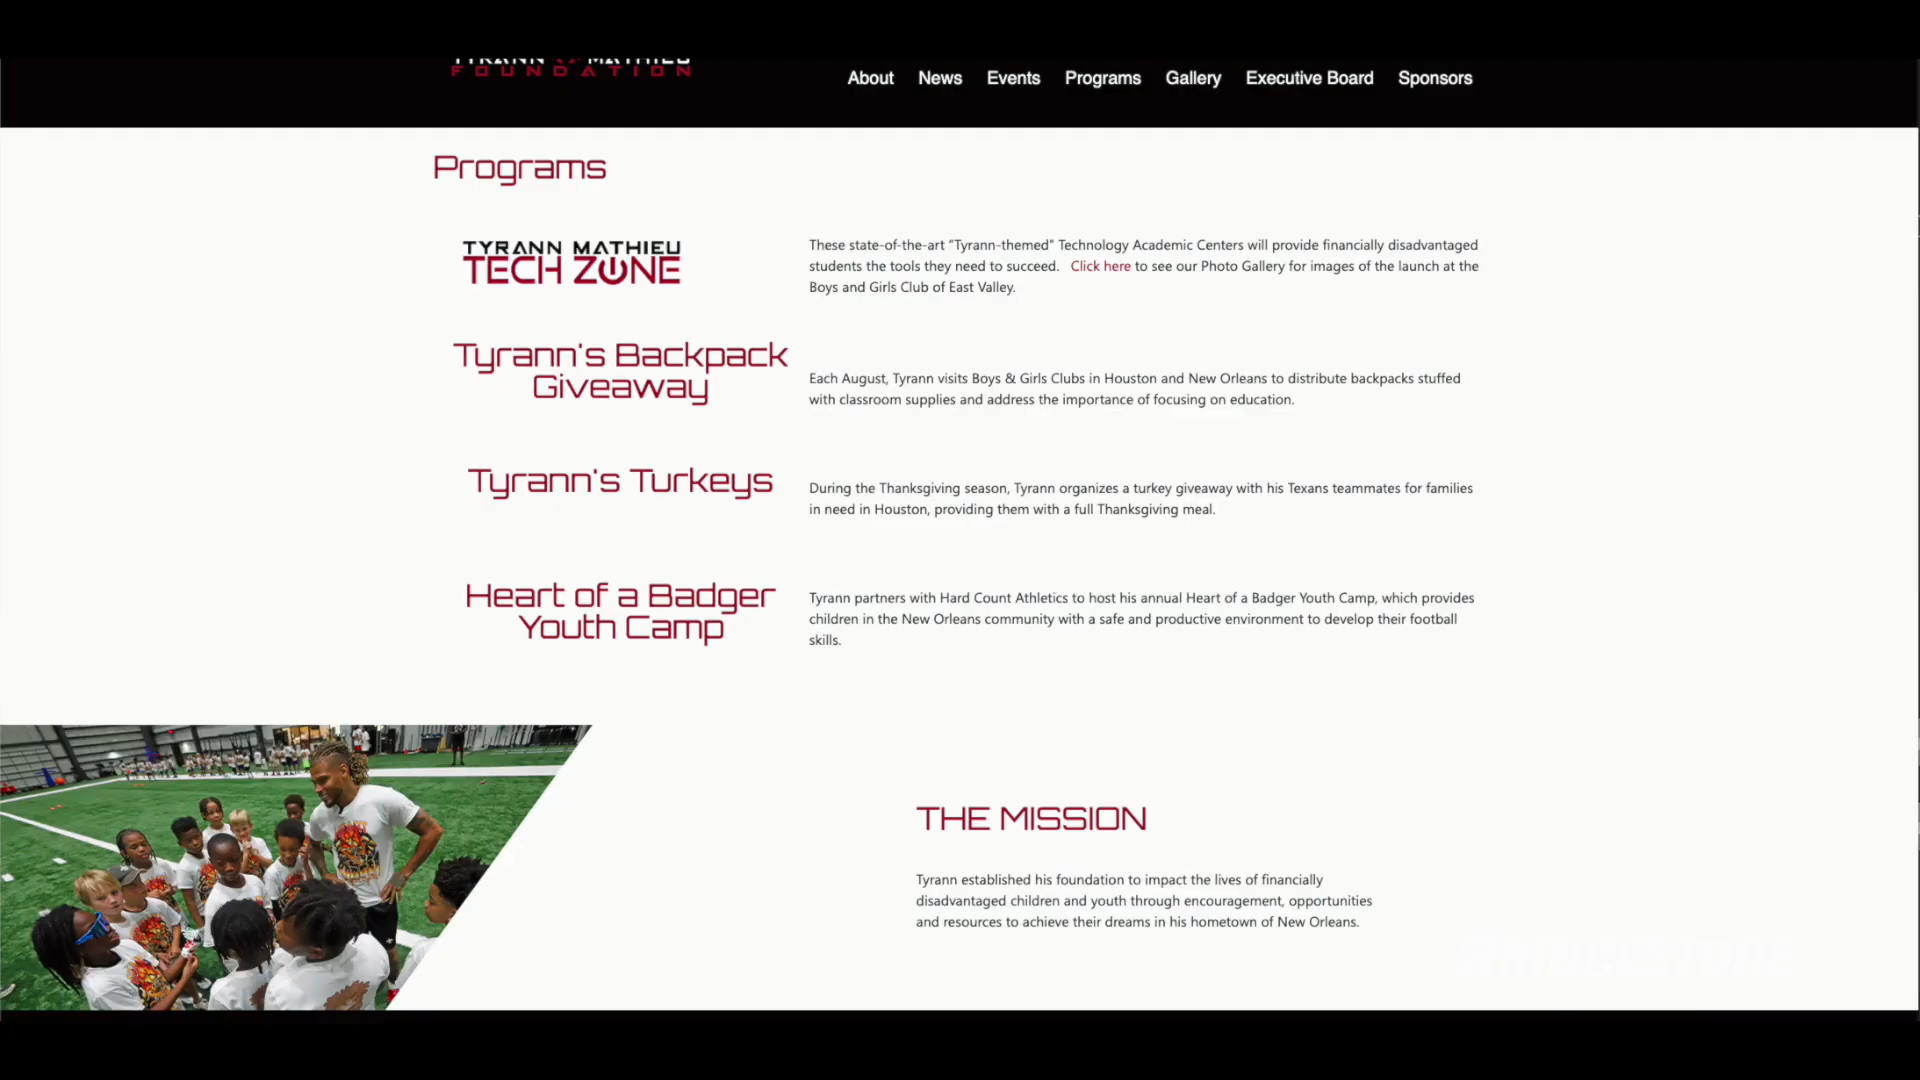 TYRANN MATHIEU
FOUNDATION
About News Events Programs Gallery Executive Board Sponsors
Programs
TYRANN MATHIEU
TECH ZONE
These state-of-the-art “Tyrann-themed” Technology Academic Centers will provide financially disadvantaged
students the tools they need to succeed. Click here to see our Photo Gallery for images of the launch at the
Boys and Girls Club of East Valley.
Tyrann's Backpack
Giveaway
Each August, Tyrann visits Boys & Girls Clubs in Houston and New Orleans to distribute backpacks stuffed
with classroom supplies and address the importance of focusing on education.
Tyrann's Turkeys
During the Thanksgiving season, Tyrann organizes a turkey giveaway with his Texans teammates for families
in need in Houston, providing them with a full Thanksgiving meal.
Heart of a Badger
Youth Camp
Tyrann partners with Hard Count Athletics to host his annual Heart of a Badger Youth Camp, which provides
children in the New Orleans community with a safe and productive environment to develop their football
skills.
THE MISSION
Tyrann established his foundation to impact the lives of financially
disadvantaged children and youth through encouragement, opportunities
and resources to achieve their dreams in his hometown of New Orleans.